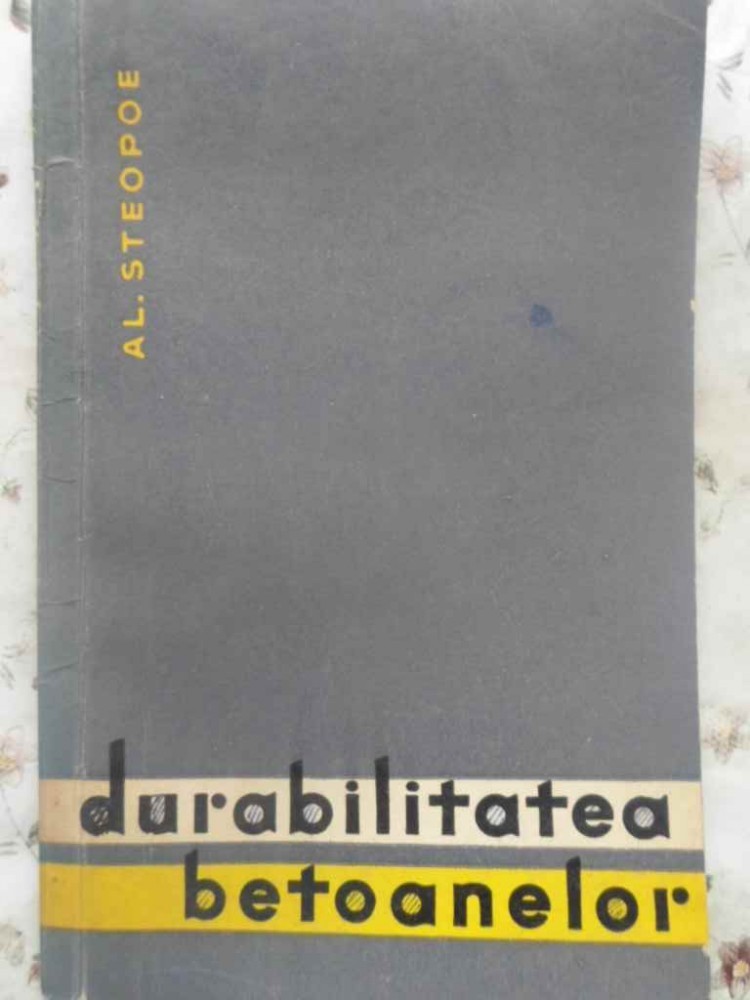 AL. STEOPOE
durabilitatea
betoanelor